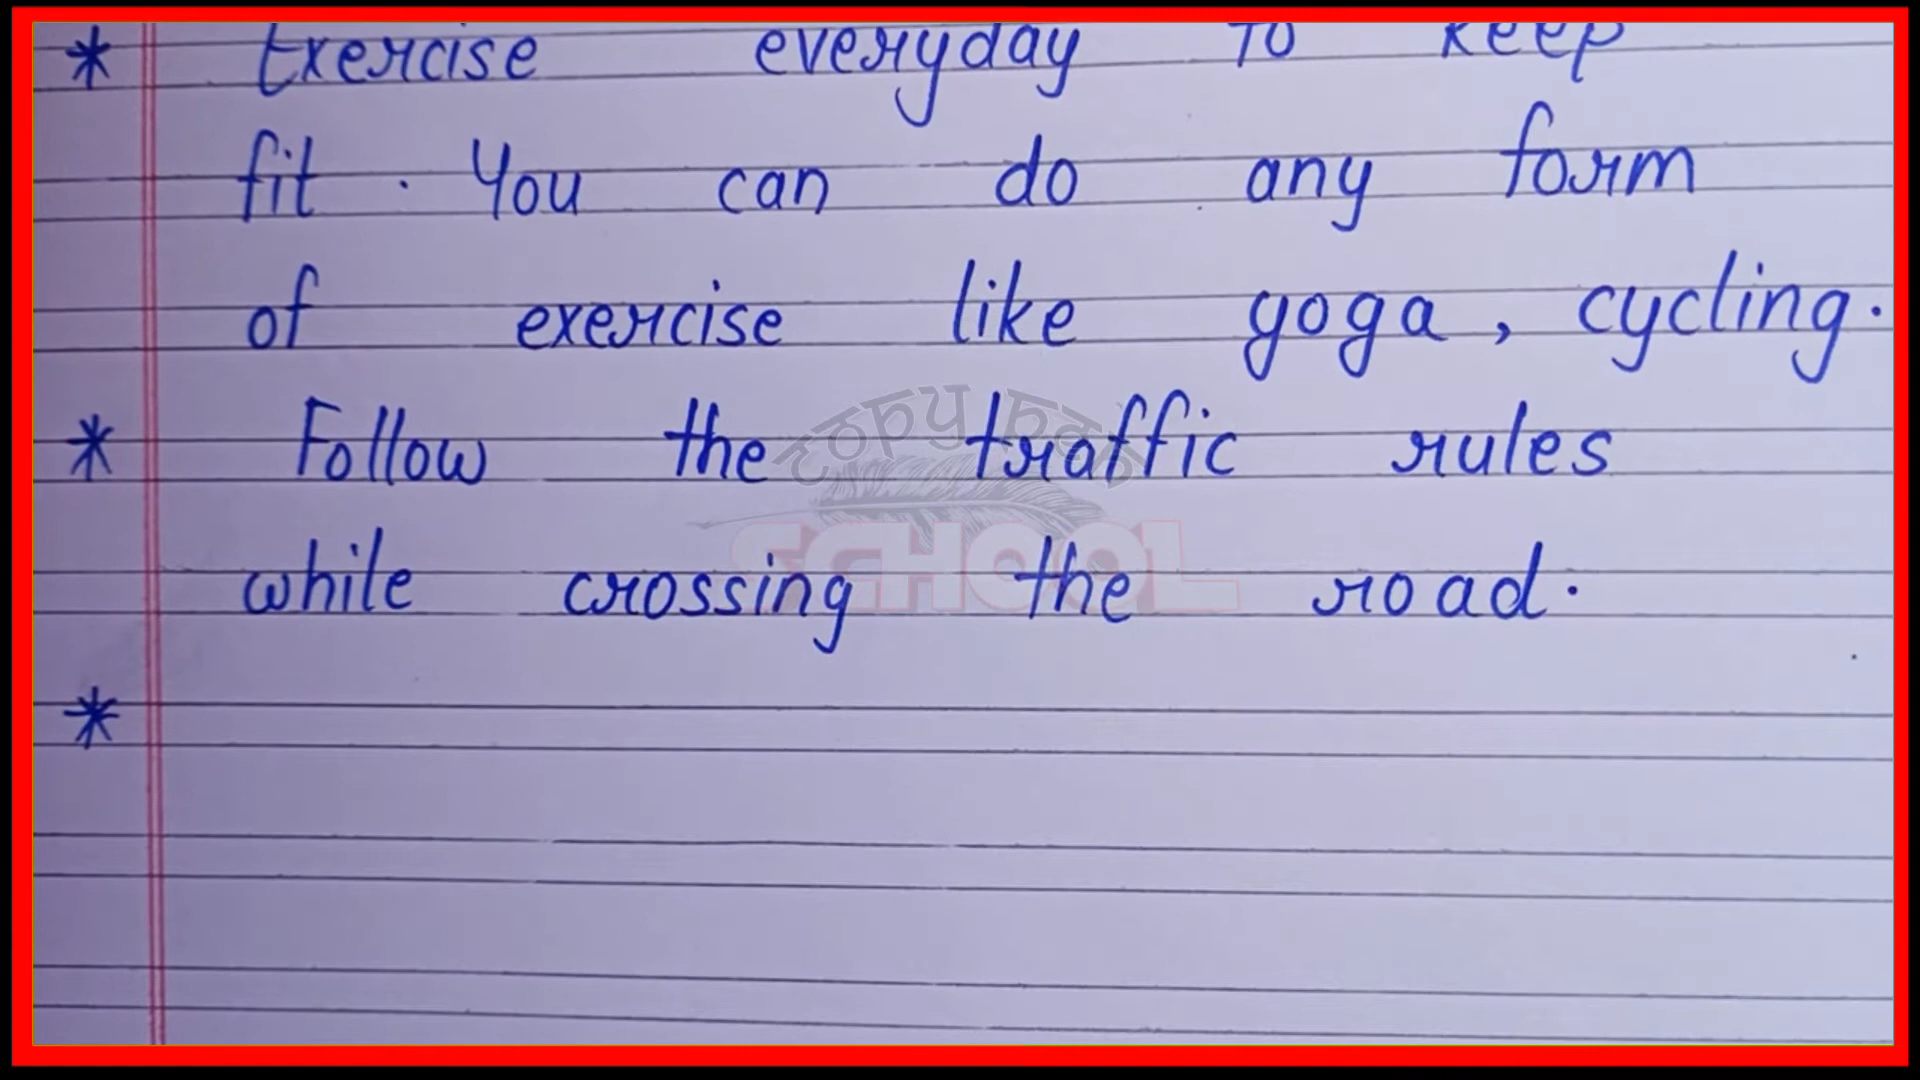 * Exercise everyday to keep
fit. You can do any form
of exercise like yoga, cycling.
* Follow the traffic rules
while crossing the road.
*
SCHOOL